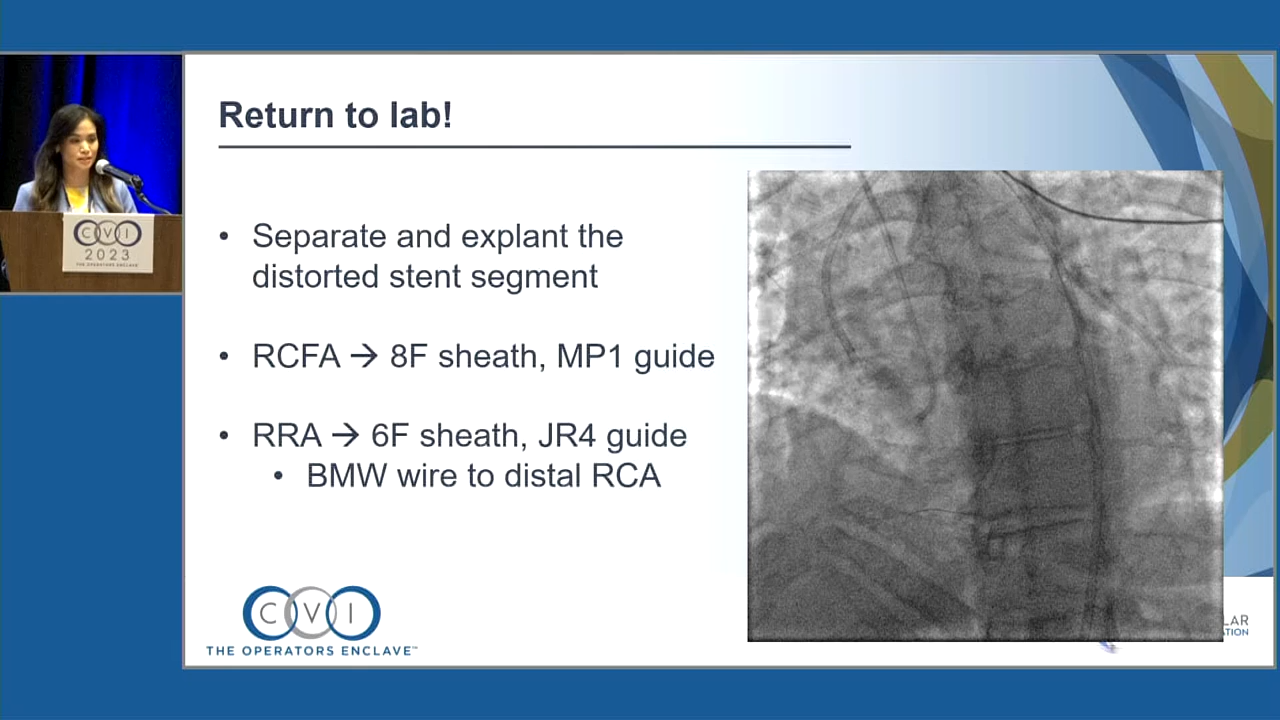 Return to lab!
• Separate and explant the
distorted stent segment
• RCFA → 8F sheath, MP1 guide
• RRA → 6F sheath, JR4 guide
• BMW wire to distal RCA
CVI
2023
THE OPERATORS ENCLAVE
CVI
THE OPERATORS ENCLAVE™